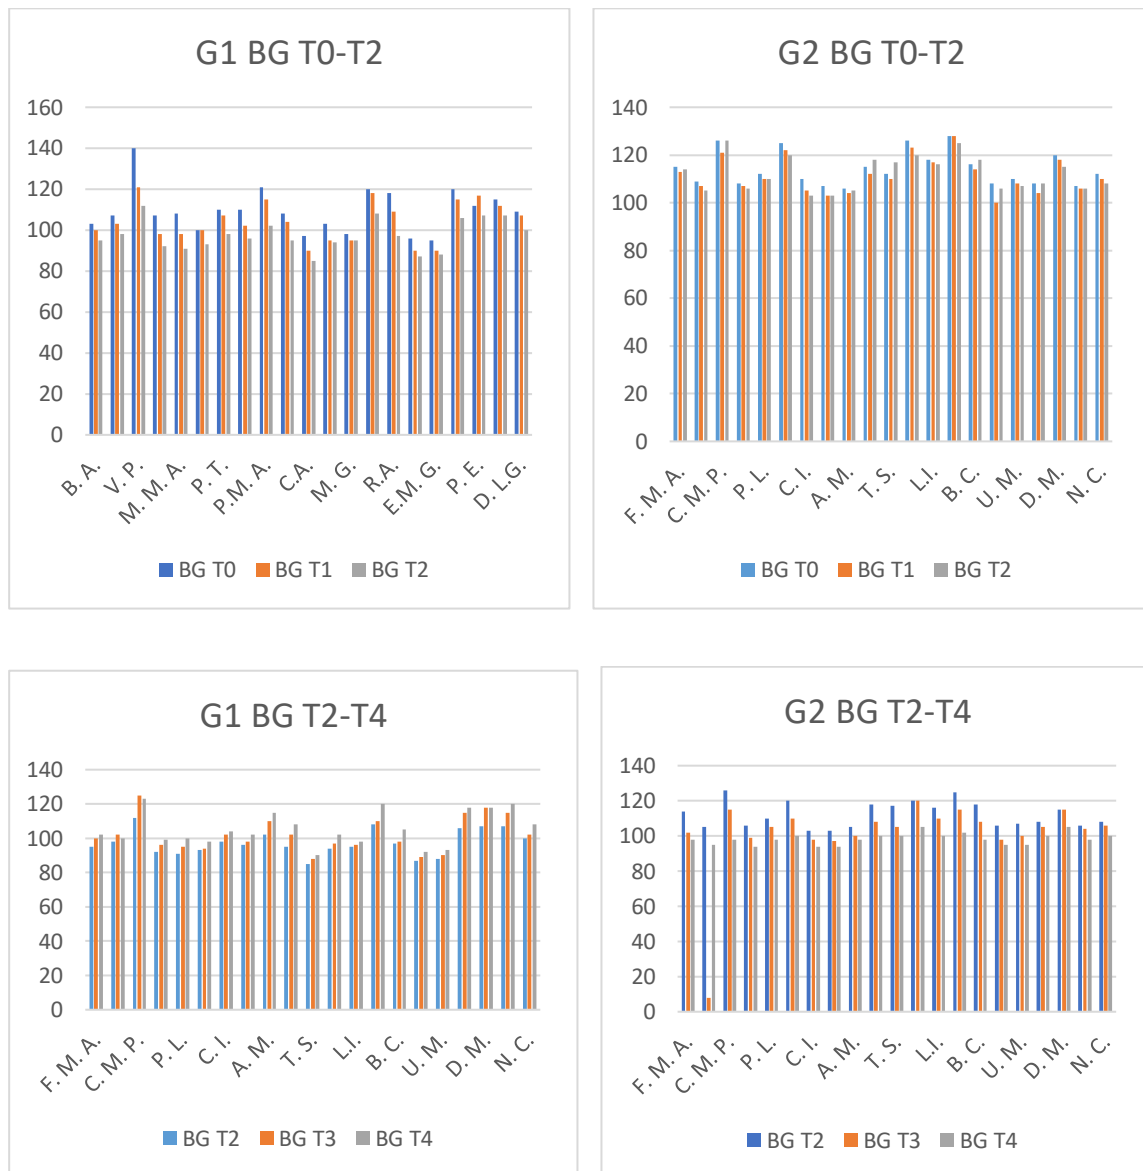 G1 BG T0-T2
160
140
120
100
80
60
40
20
0
B. A.
V. P.
M. M. A.
P. T.
P.M. A.
C.A.
M. G.
R.A.
E.M. G.
P. E.
D. L.G.
BG T0 BG T1 BG T2
G2 BG T0-T2
140
120
100
80
60
40
20
0
F. M. A.
C. M. P.
P. L.
C. I.
A. M.
T. S.
L.I.
B. C.
U. M.
D. M.
N. C.
BG T0 BG T1 BG T2
G1 BG T2-T4
140
120
100
80
60
40
20
0
F. M. A.
C. M. P.
P. L.
C. I.
A. M.
T. S.
L.I.
B. C.
U. M.
D. M.
N. C.
BG T2 BG T3 BG T4
G2 BG T2-T4
140
120
100
80
60
40
20
0
F. M. A.
C. M. P.
P. L.
C. I.
A. M.
T. S.
L.I.
B. C.
U. M.
D. M.
N. C.
BG T2 BG T3 BG T4